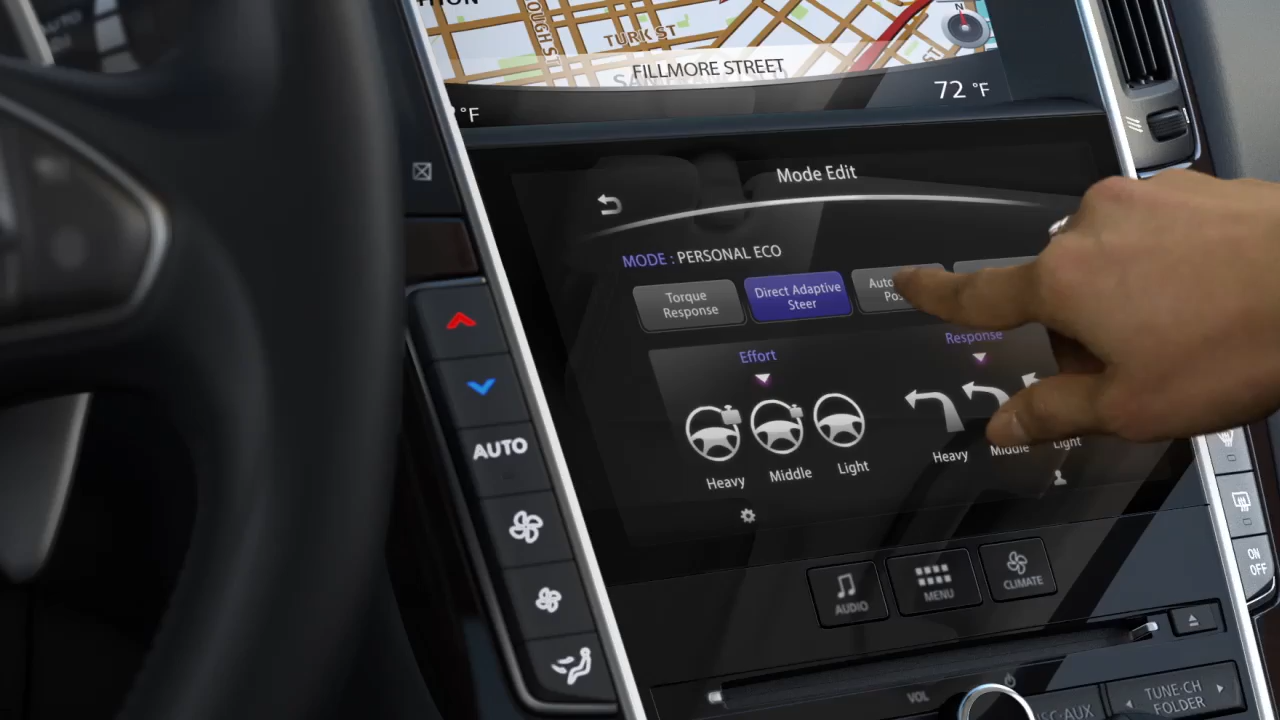 TURK ST
FILLMORE STREET
°F
72 °F
Mode Edit
MODE : PERSONAL ECO
Torque
Response
Direct Adaptive
Steer
Effort
Response
Heavy
Middle
Light
Heavy
Middle
Light
AUTO
AUTO
AUDIO
MENU
CLIMATE
ON
OFF
VOL
TUNE·CH
FOLDER